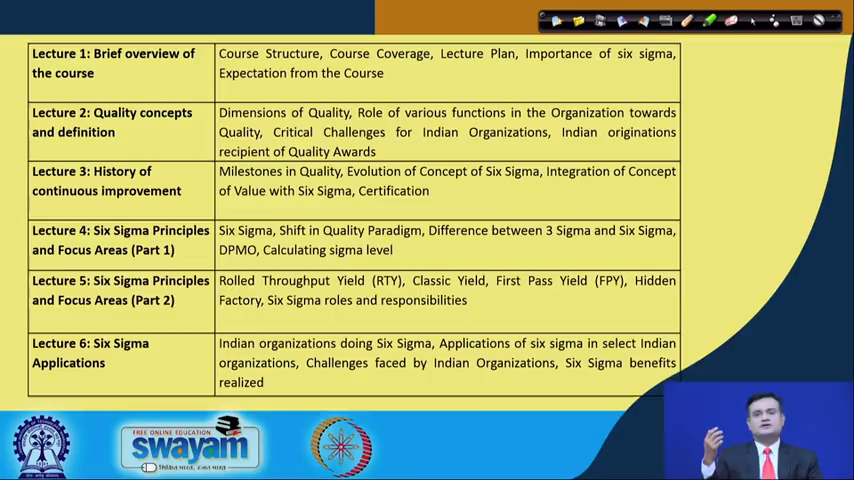 Lecture 1: Brief overview of the course
Course Structure, Course Coverage, Lecture Plan, Importance of six sigma,
Expectation from the Course
Lecture 2: Quality concepts and definition
Dimensions of Quality, Role of various functions in the Organization towards
Quality, Critical Challenges for Indian Organizations, Indian originations
recipient of Quality Awards
Lecture 3: History of continuous improvement
Milestones in Quality, Evolution of Concept of Six Sigma, Integration of Concept
of Value with Six Sigma, Certification
Lecture 4: Six Sigma Principles and Focus Areas (Part 1)
Six Sigma, Shift in Quality Paradigm, Difference between 3 Sigma and Six Sigma,
DPMO, Calculating sigma level
Lecture 5: Six Sigma Principles and Focus Areas (Part 2)
Rolled Throughput Yield (RTY), Classic Yield, First Pass Yield (FPY), Hidden
Factory, Six Sigma roles and responsibilities
Lecture 6: Six Sigma Applications
Indian organizations doing Six Sigma, Applications of six sigma in select Indian
organizations, Challenges faced by Indian Organizations, Six Sigma benefits
realized
FREE ONLINE EDUCATION
swayam